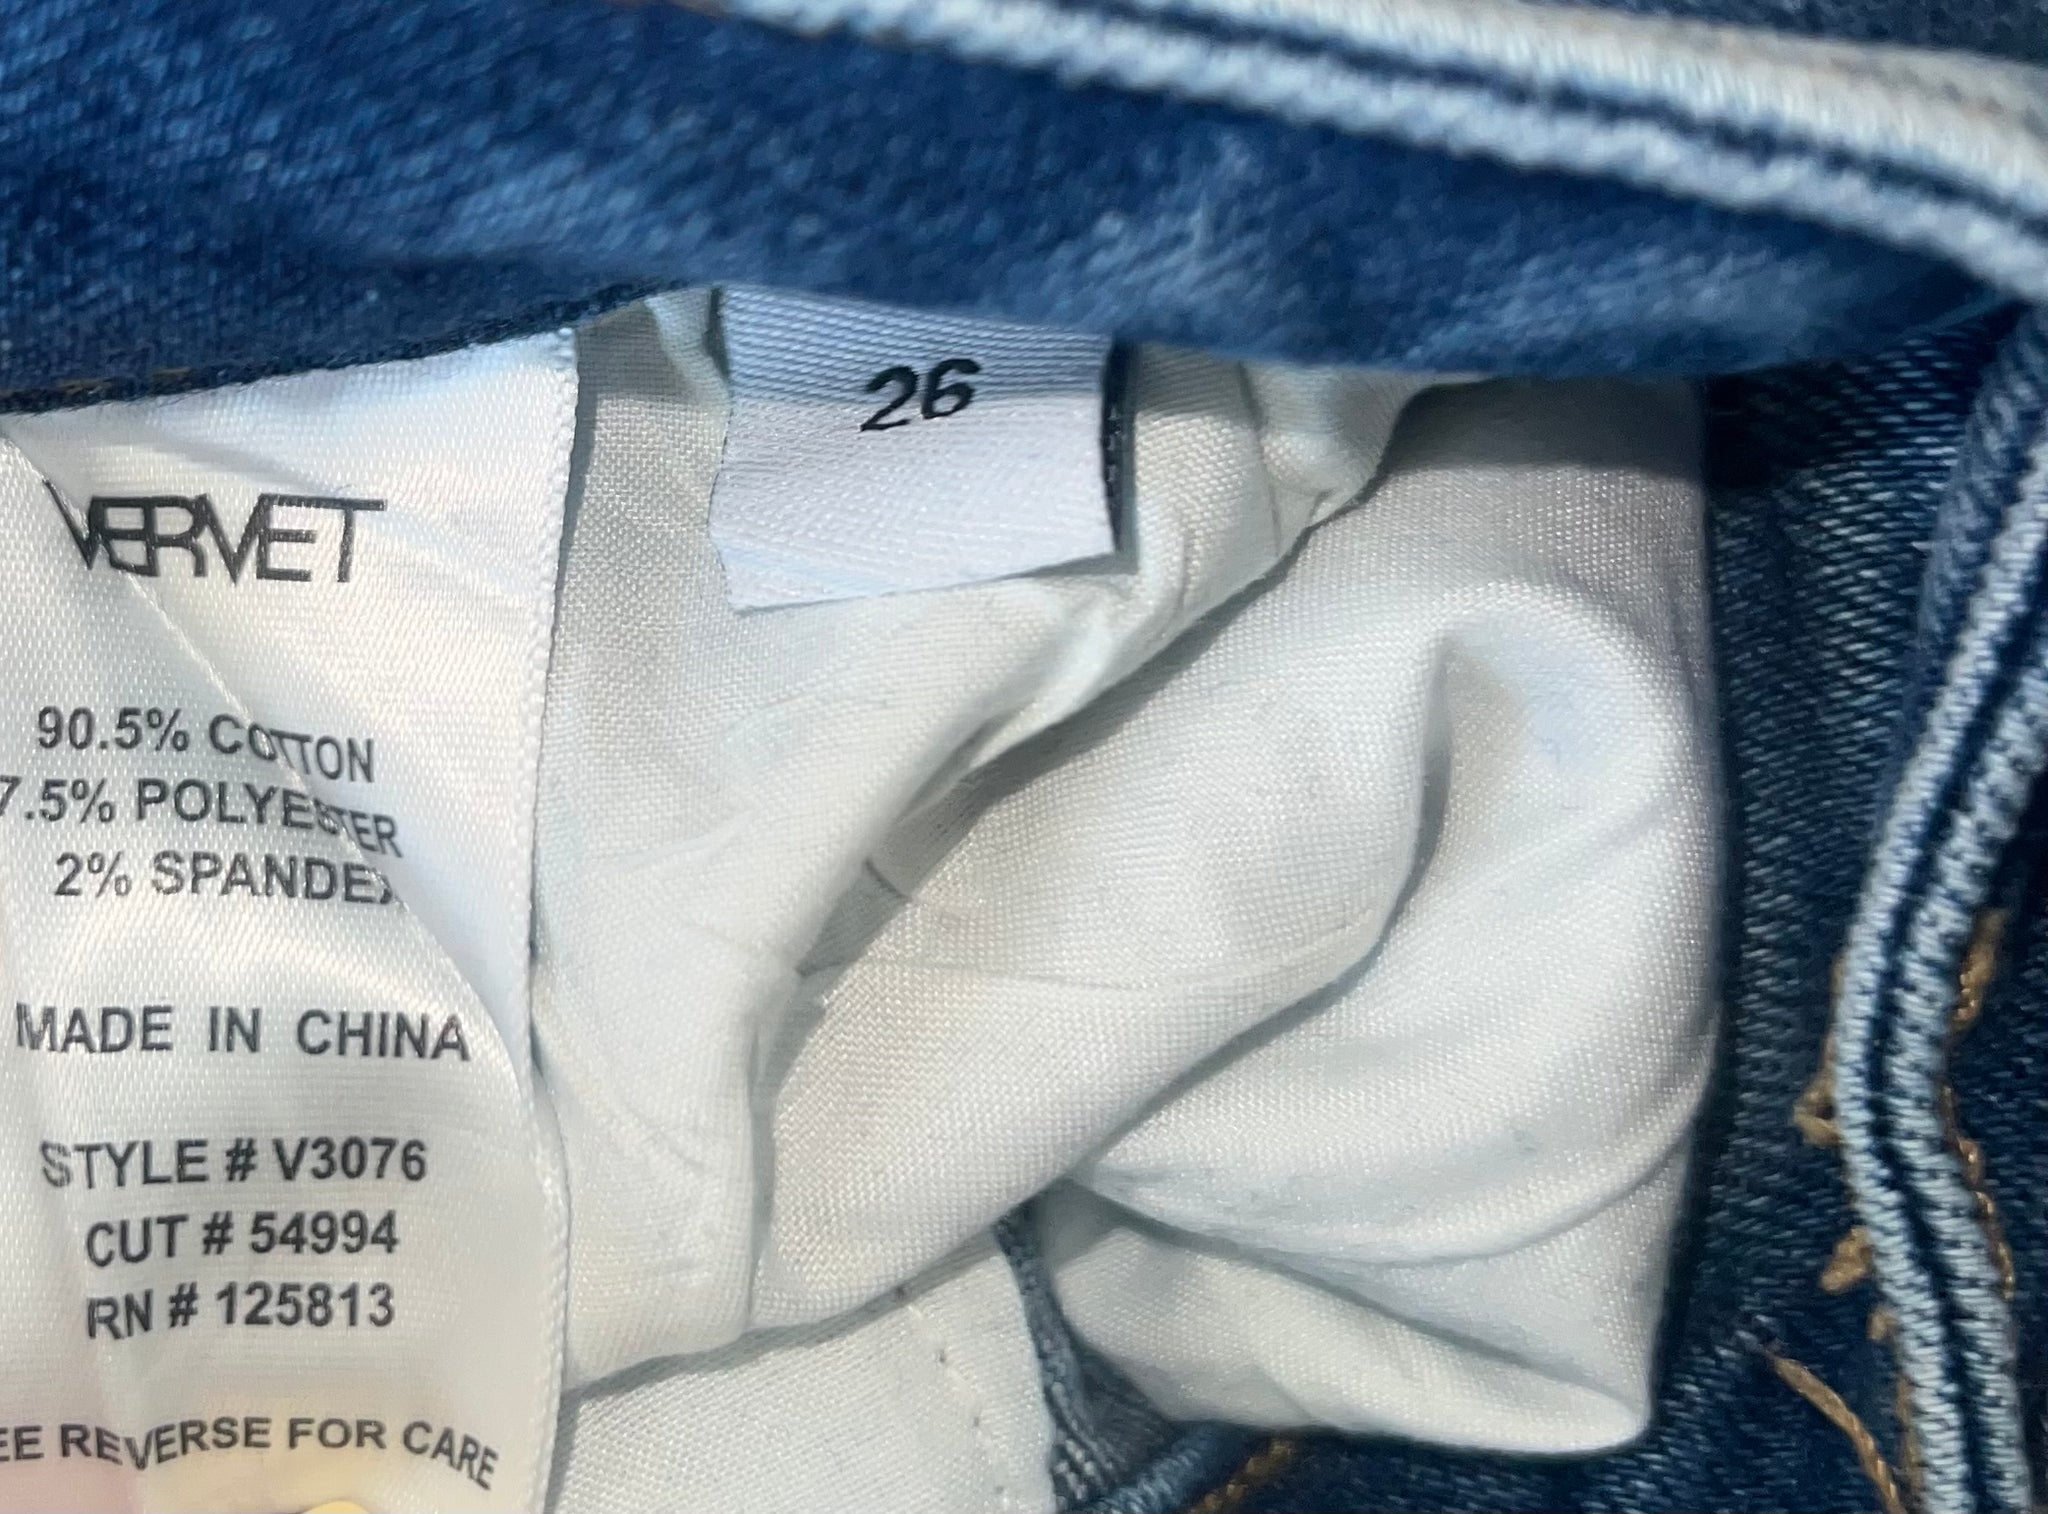 26
VERVET
90.5% COTTON
7.5% POLYESTER
2% SPANDEX
MADE IN CHINA
STYLE # V3076
CUT # 54994
RN # 125813
EE REVERSE FOR CARE